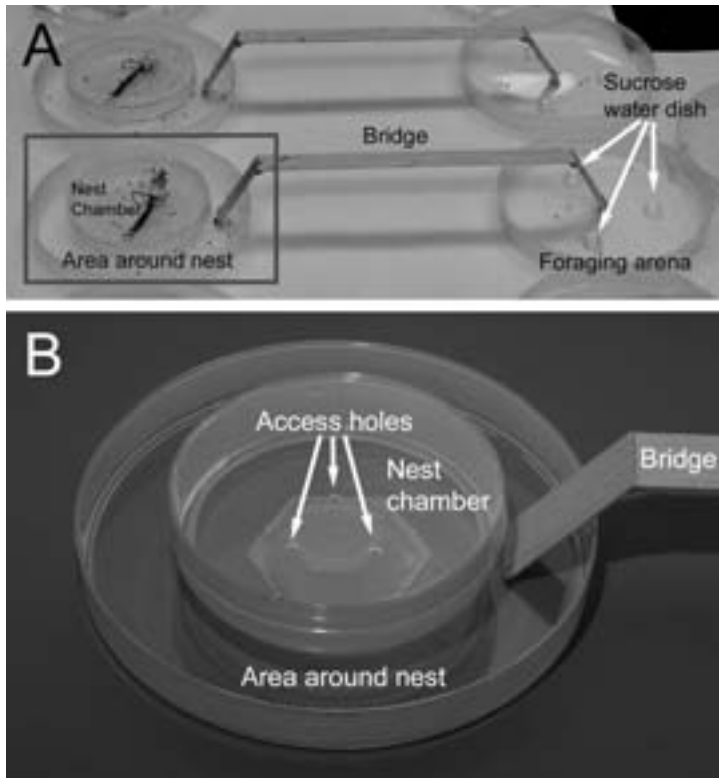 A
Sucrose
water dish
Bridge
Nest
Chamber
Area around nest
Foraging arena
B
Access holes
Nest
chamber
Bridge
Area around nest